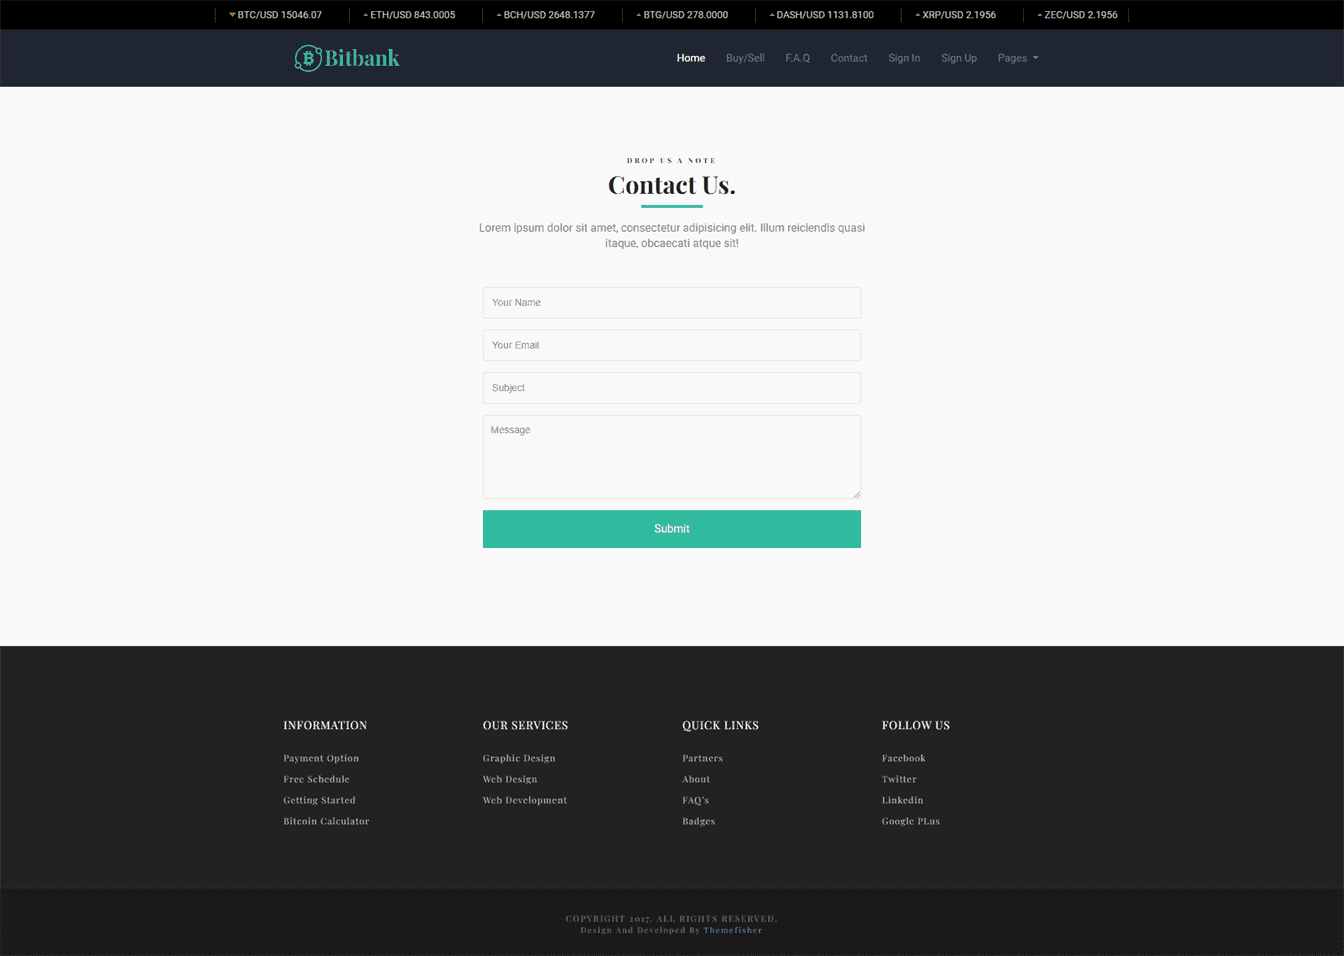 BTC/USD 15046.07 ETH/USD 843.0005 BCH/USD 2648.1377 BTG/USD 278.0000 DASH/USD 1131.8100 XRP/USD 2.1956 ZEC/USD 2.1956
Bitbank Home Buy/Sell F.A.Q Contact Sign In Sign Up Pages
DROP US A NOTE
Contact Us.
Lorem ipsum dolor sit amet, consectetur adipisicing elit. Illum reiciendis quasi
itaque, obcaecati atque sit!
Your Name
Your Email
Subject
Message
Submit
INFORMATION
Payment Option
Free Schedule
Getting Started
Bitcoin Calculator
OUR SERVICES
Graphic Design
Web Design
Web Development
QUICK LINKS
Partners
About
FAQ's
Badges
FOLLOW US
Facebook
Twitter
Linkedin
Google PLus
COPYRIGHT 2017. ALL RIGHTS RESERVED.
Design And Developed By Themefisher